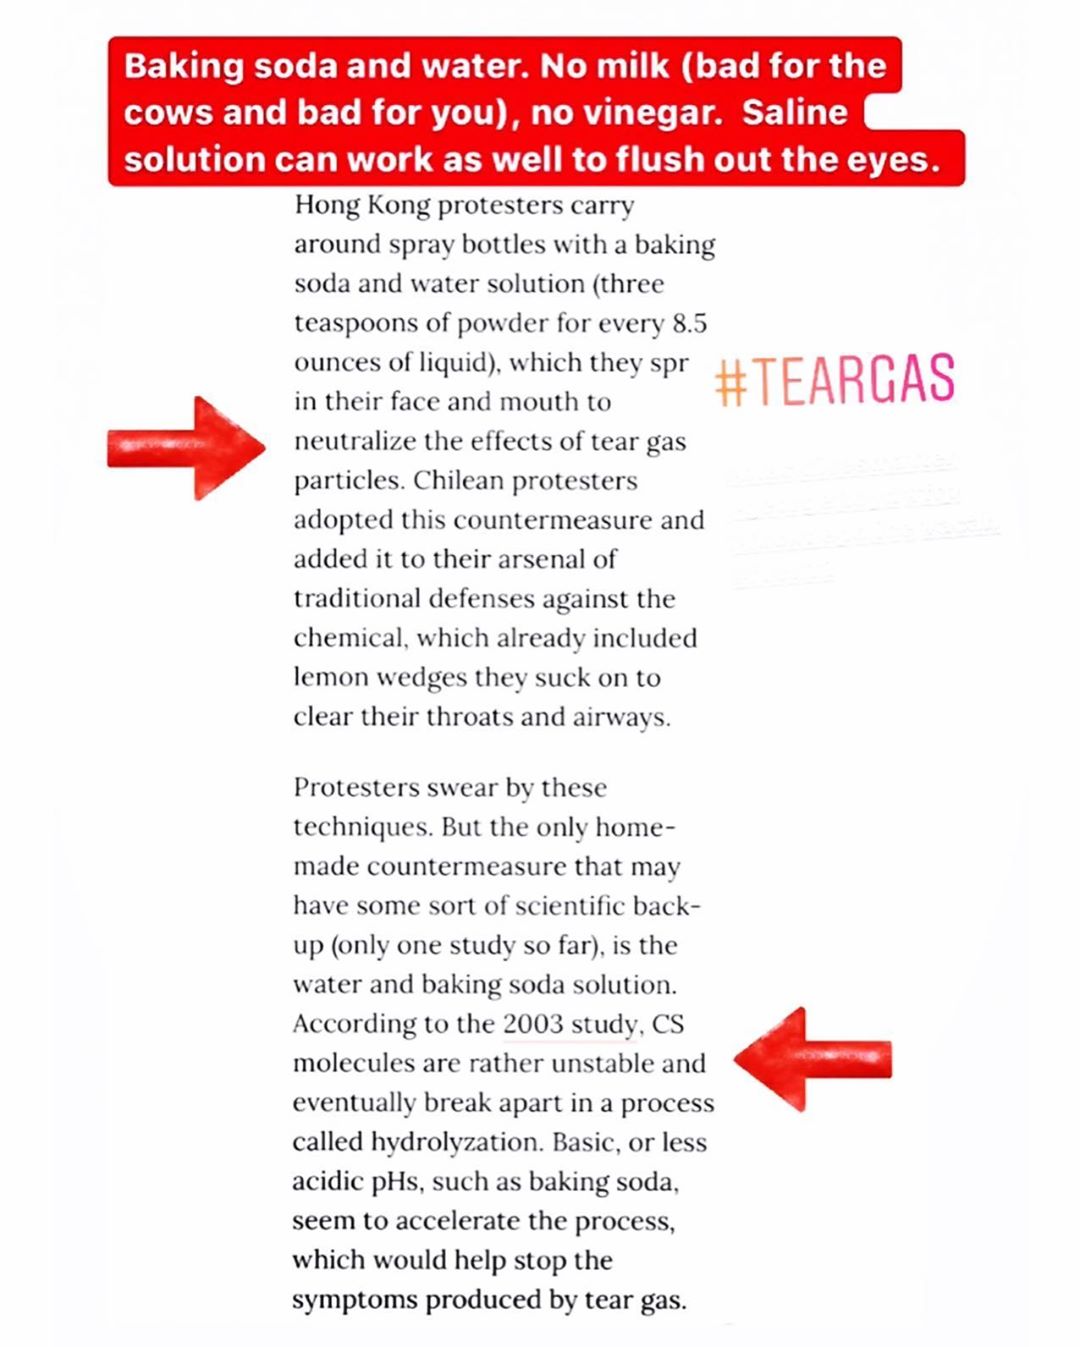 Baking soda and water. No milk (bad for the
cows and bad for you), no vinegar. Saline
solution can work as well to flush out the eyes.
Hong Kong protesters carry
around spray bottles with a baking
soda and water solution (three
teaspoons of powder for every 8.5
ounces of liquid), which they spr
in their face and mouth to
neutralize the effects of tear gas
particles. Chilean protesters
adopted this countermeasure and
added it to their arsenal of
traditional defenses against the
chemical, which already included
lemon wedges they suck on to
clear their throats and airways.
#TEARGAS
Protesters swear by these
techniques. But the only home-
made countermeasure that may
have some sort of scientific back-
up (only one study so far), is the
water and baking soda solution.
According to the 2003 study, CS
molecules are rather unstable and
eventually break apart in a process
called hydrolyzation. Basic, or less
acidic pHs, such as baking soda,
seem to accelerate the process,
which would help stop the
symptoms produced by tear gas.